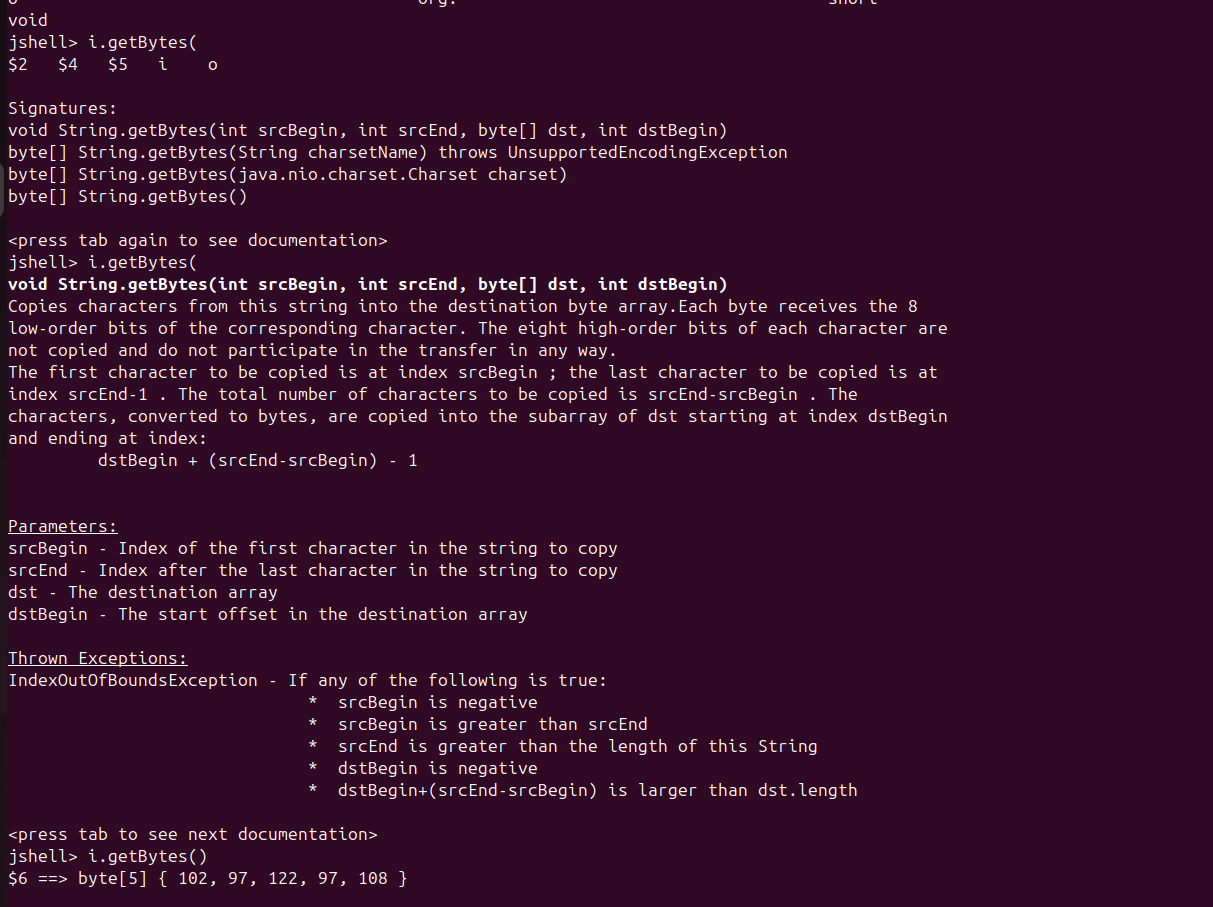 void
jshell> i.getBytes(
$2   $4   $5   i    o
Signatures:
void String.getBytes(int srcBegin, int srcEnd, byte[] dst, int dstBegin)
byte[] String.getBytes(String charsetName) throws UnsupportedEncodingException
byte[] String.getBytes(java.nio.charset.Charset charset)
byte[] String.getBytes()
<press tab again to see documentation>
jshell> i.getBytes(
void String.getBytes(int srcBegin, int srcEnd, byte[] dst, int dstBegin)
Copies characters from this string into the destination byte array.Each byte receives the 8
low-order bits of the corresponding character. The eight high-order bits of each character are
not copied and do not participate in the transfer in any way.
The first character to be copied is at index srcBegin ; the last character to be copied is at
index srcEnd-1 . The total number of characters to be copied is srcEnd-srcBegin . The
characters, converted to bytes, are copied into the subarray of dst starting at index dstBegin
and ending at index:
         dstBegin + (srcEnd-srcBegin) - 1
Parameters:
srcBegin - Index of the first character in the string to copy
srcEnd - Index after the last character in the string to copy
dst - The destination array
dstBegin - The start offset in the destination array
Thrown Exceptions:
IndexOutOfBoundsException - If any of the following is true:
                              *  srcBegin is negative
                              *  srcBegin is greater than srcEnd
                              *  srcEnd is greater than the length of this String
                              *  dstBegin is negative
                              *  dstBegin+(srcEnd-srcBegin) is larger than dst.length
<press tab to see next documentation>
jshell> i.getBytes()
$6 ==> byte[5] { 102, 97, 122, 97, 108 }